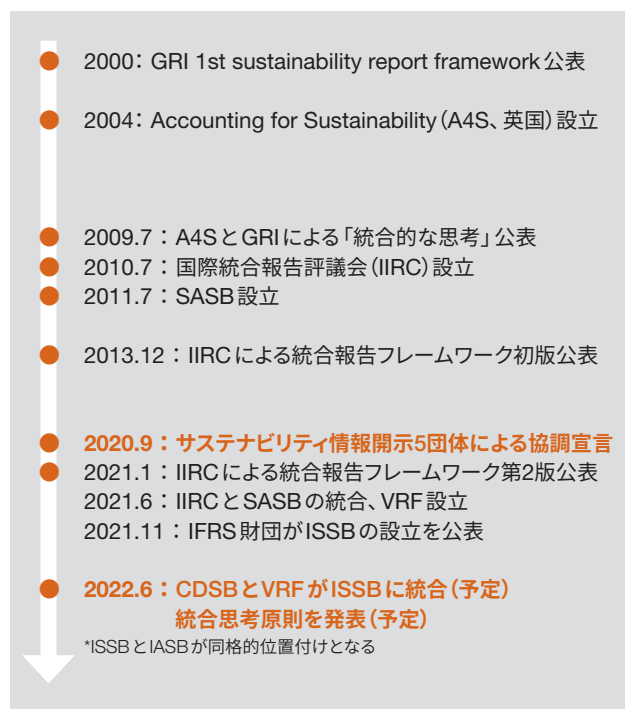 2000：GRI 1st sustainability report framework公表
2004：Accounting for Sustainability（A4S、英国）設立
2009.7：A4SとGRIによる「統合的な思考」公表
2010.7：国際統合報告評議会（IIRC）設立
2011.7：SASB設立
2013.12：IIRCによる統合報告フレームワーク初版公表
2020.9：サステナビリティ情報開示5団体による協調宣言
2021.1：IIRCによる統合報告フレームワーク第2版公表
2021.6：IIRCとSASBの統合、VRF設立
2021.11：IFRS財団がISSBの設立を公表
2022.6：CDSBとVRFがISSBに統合（予定）
統合思考原則を発表（予定）
*ISSBとIASBが同格的位置付けとなる